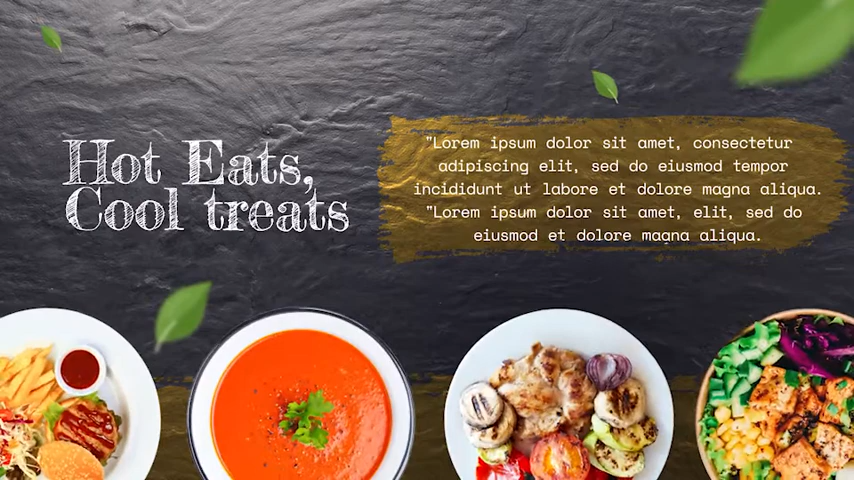 Hot Eats,
Cool treats
"Lorem ipsum dolor sit amet, consectetur
adipiscing elit, sed do eiusmod tempor
incididunt ut labore et dolore magna aliqua.
"Lorem ipsum dolor sit amet, elit, sed do
eiusmod et dolore magna aliqua.